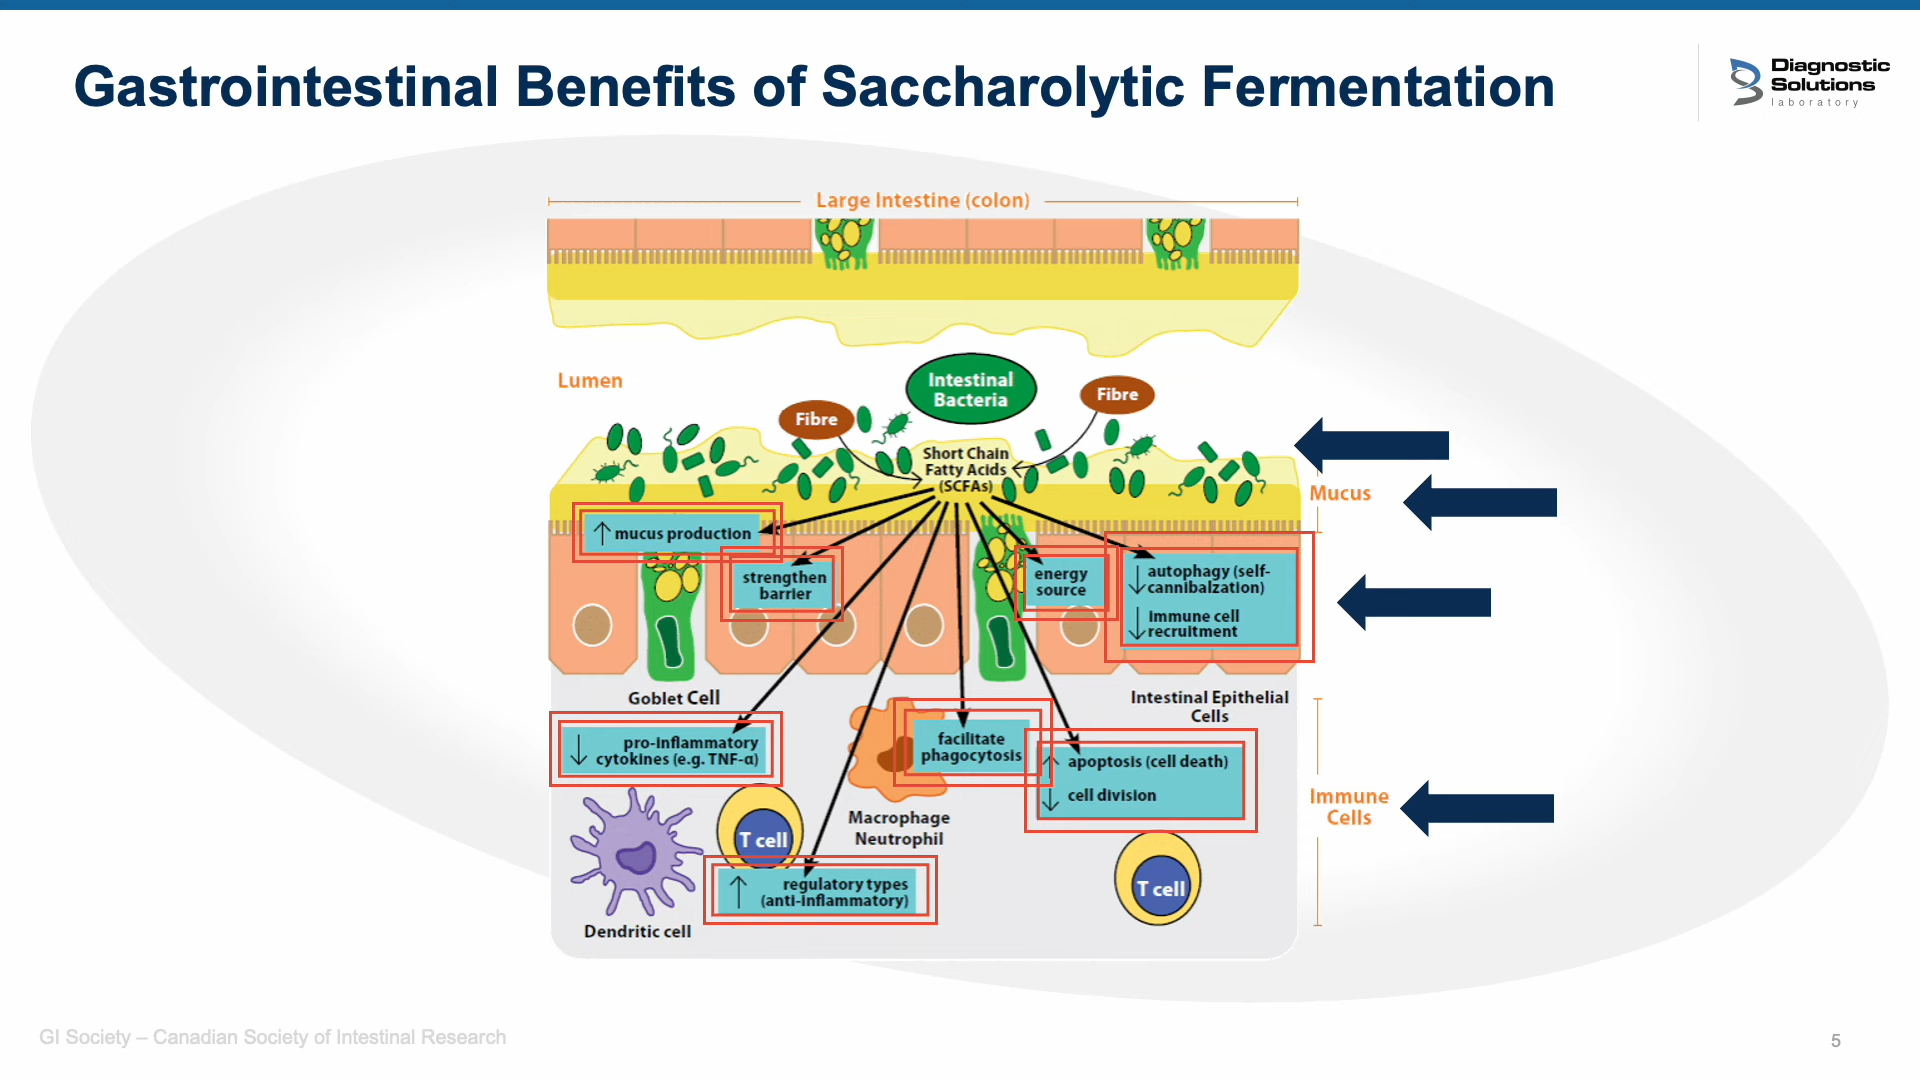 Gastrointestinal Benefits of Saccharolytic Fermentation
Diagnostic
Solutions
laboratory
Large Intestine (colon)
Lumen
Intestinal
Bacteria
Fibre
Fibre
Short Chain
Fatty Acids
(SCFAs)
Mucus
↑ mucus production
strengthen
barrier
energy
source
↓ autophagy (self-
cannibalzation)
↓ immune cell
recruitment
Goblet Cell
Intestinal Epithelial
Cells
↓ pro-inflammatory
cytokines (e.g. TNF-α)
facilitate
phagocytosis
↑ apoptosis (cell death)
↓ cell division
Immune
Cells
Macrophage
Neutrophil
T cell
T cell
↑ regulatory types
(anti-inflammatory)
Dendritic cell
GI Society – Canadian Society of Intestinal Research
5